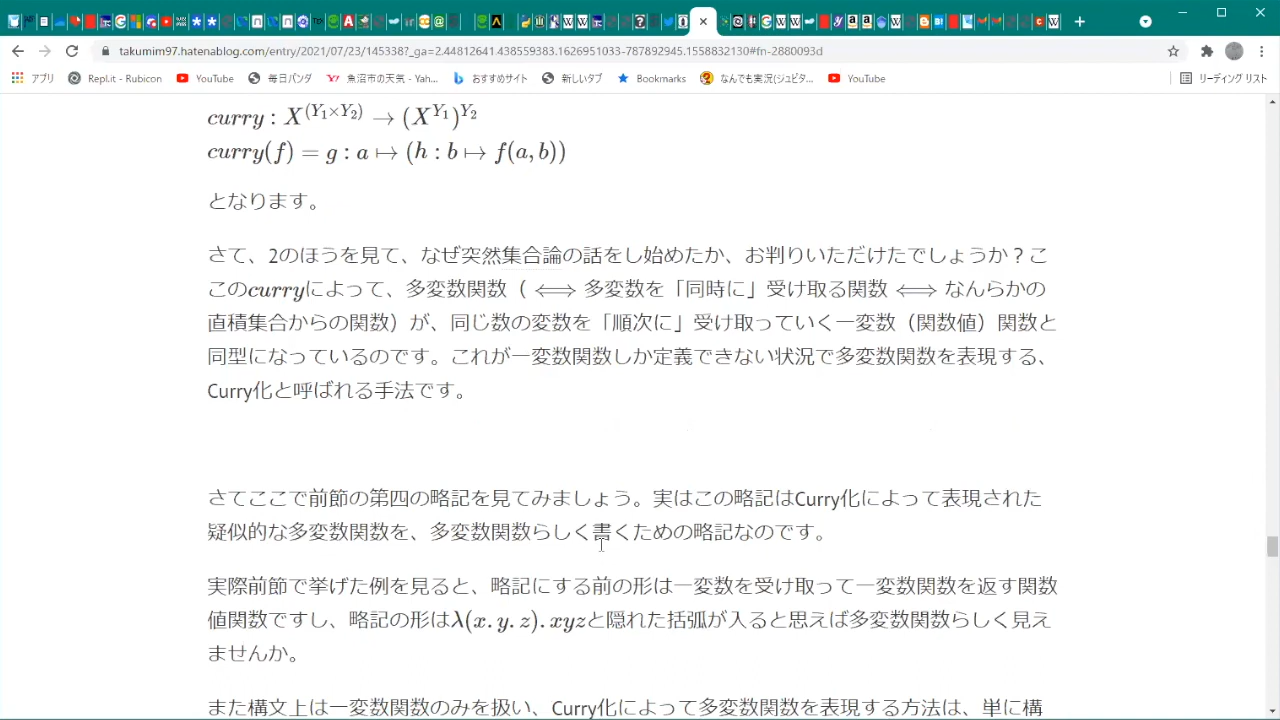 takumim97.hatenablog.com/entry/2021/07/23/145338?_ga=2.44812641.438559383.1626951033-787892945.1558832130#fn-2880093d
アプリ Repl.it - Rubicon YouTube 毎日パンダ 魚沼市の天気 - Yah... おすすめサイト 新しいタブ Bookmarks なんでも実況(ジュピタ... YouTube リーディング リスト
curry : X^(Y₁×Y₂) → (X^Y₁)^Y₂
curry(f) = g : a ↦ (h : b ↦ f(a, b))
となります。
さて、2のほうを見て、なぜ突然集合論の話をし始めたか、お判りいただけたでしょうか？こ
このcurryによって、多変数関数（ ⟺ 多変数を「同時に」受け取る関数 ⟺ なんらかの
直積集合からの関数）が、同じ数の変数を「順次に」受け取っていく一変数（関数値）関数と
同型になっているのです。これが一変数関数しか定義できない状況で多変数関数を表現する、
Curry化と呼ばれる手法です。
さてここで前節の第四の略記を見てみましょう。実はこの略記はCurry化によって表現された
疑似的な多変数関数を、多変数関数らしく書くための略記なのです。
実際前節で挙げた例を見ると、略記にする前の形は一変数を受け取って一変数関数を返す関数
値関数ですし、略記の形はλ(x. y. z). xyzと隠れた括弧が入ると思えば多変数関数らしく見え
ませんか。
また構文上は一変数関数のみを扱い、Curry化によって多変数関数を表現する方法は、単に構